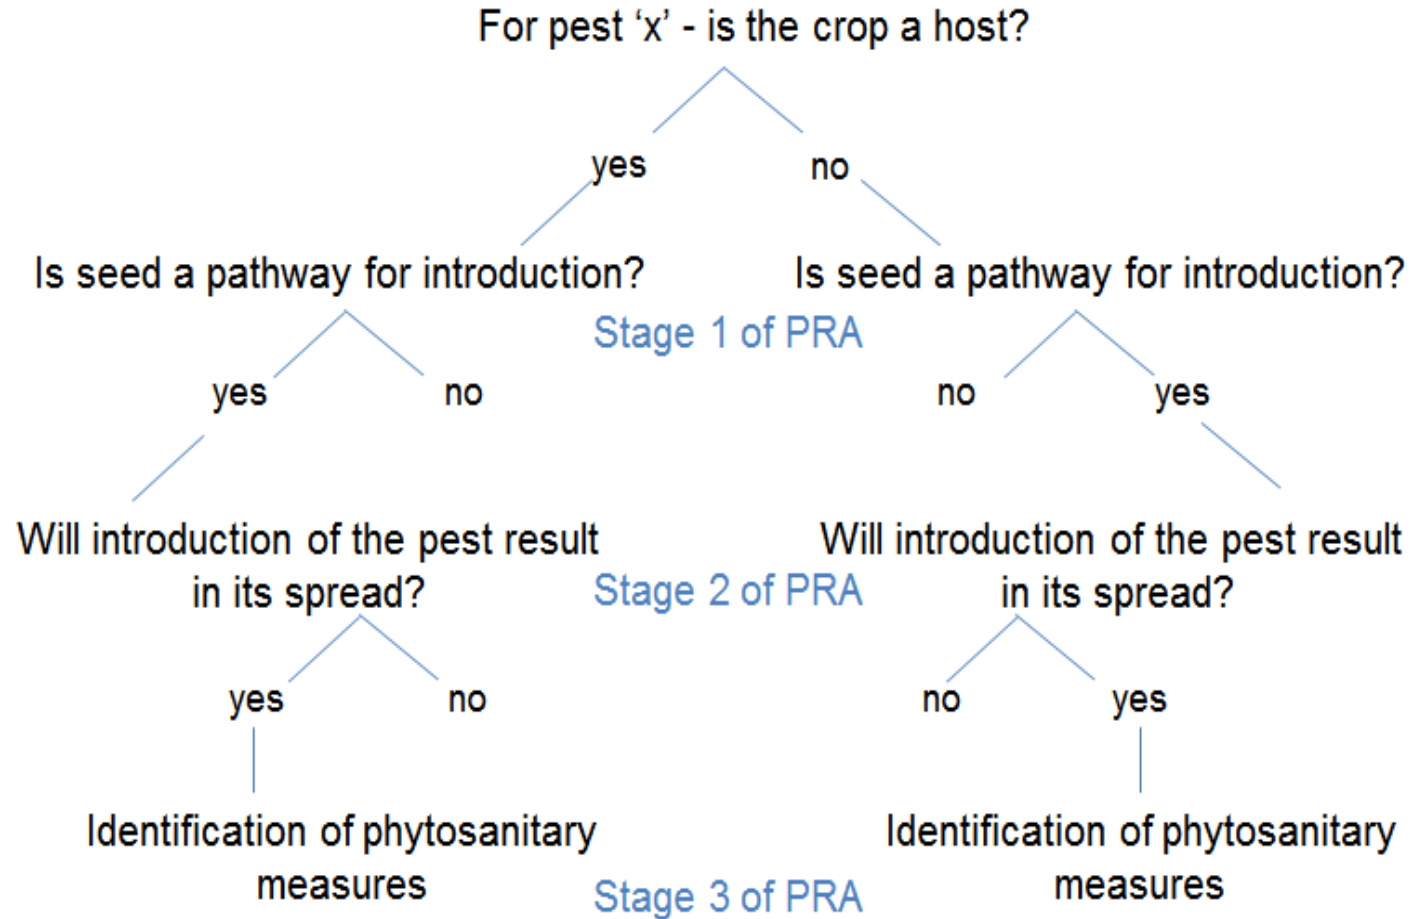 For pest ‘x’ - is the crop a host?
yes
no
Is seed a pathway for introduction?
Is seed a pathway for introduction?
Stage 1 of PRA
yes
no
no
yes
Will introduction of the pest result
in its spread?
Will introduction of the pest result
in its spread?
Stage 2 of PRA
yes
no
no
yes
Identification of phytosanitary
measures
Identification of phytosanitary
measures
Stage 3 of PRA